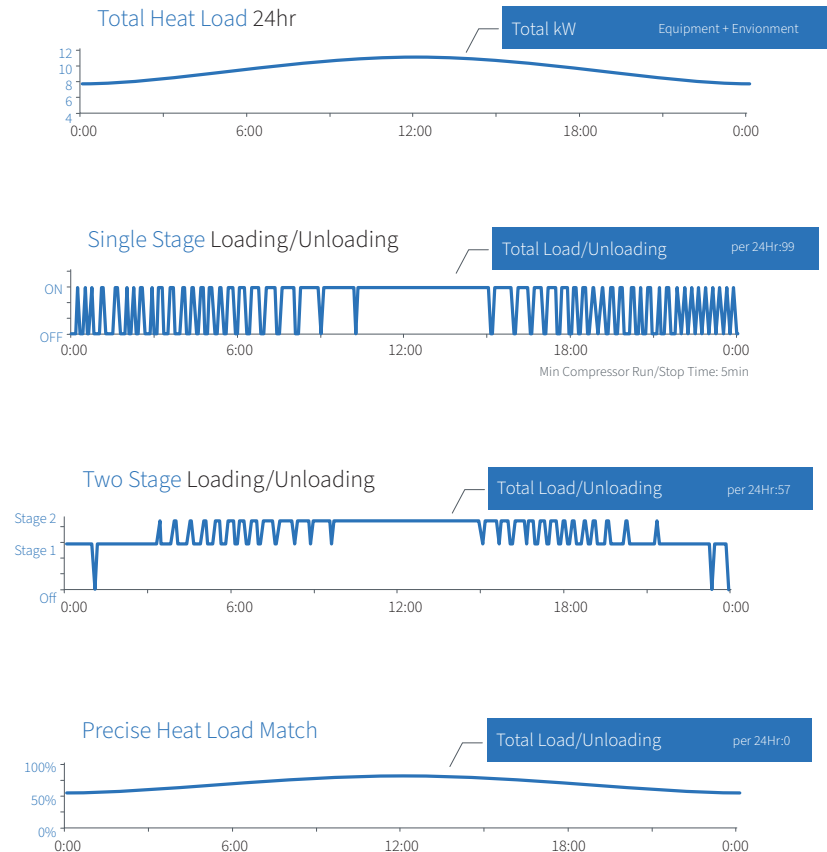 Total Heat Load 24hr
Total kW Equipment + Envionment
12
10
8
6
4
0:00 6:00 12:00 18:00 0:00
Single Stage Loading/Unloading
Total Load/Unloading per 24Hr:99
ON
OFF
0:00 6:00 12:00 18:00 0:00
Min Compressor Run/Stop Time: 5min
Two Stage Loading/Unloading
Total Load/Unloading per 24Hr:57
Stage 2
Stage 1
Off
0:00 6:00 12:00 18:00 0:00
Precise Heat Load Match
Total Load/Unloading per 24Hr:0
100%
50%
0%
0:00 6:00 12:00 18:00 0:00